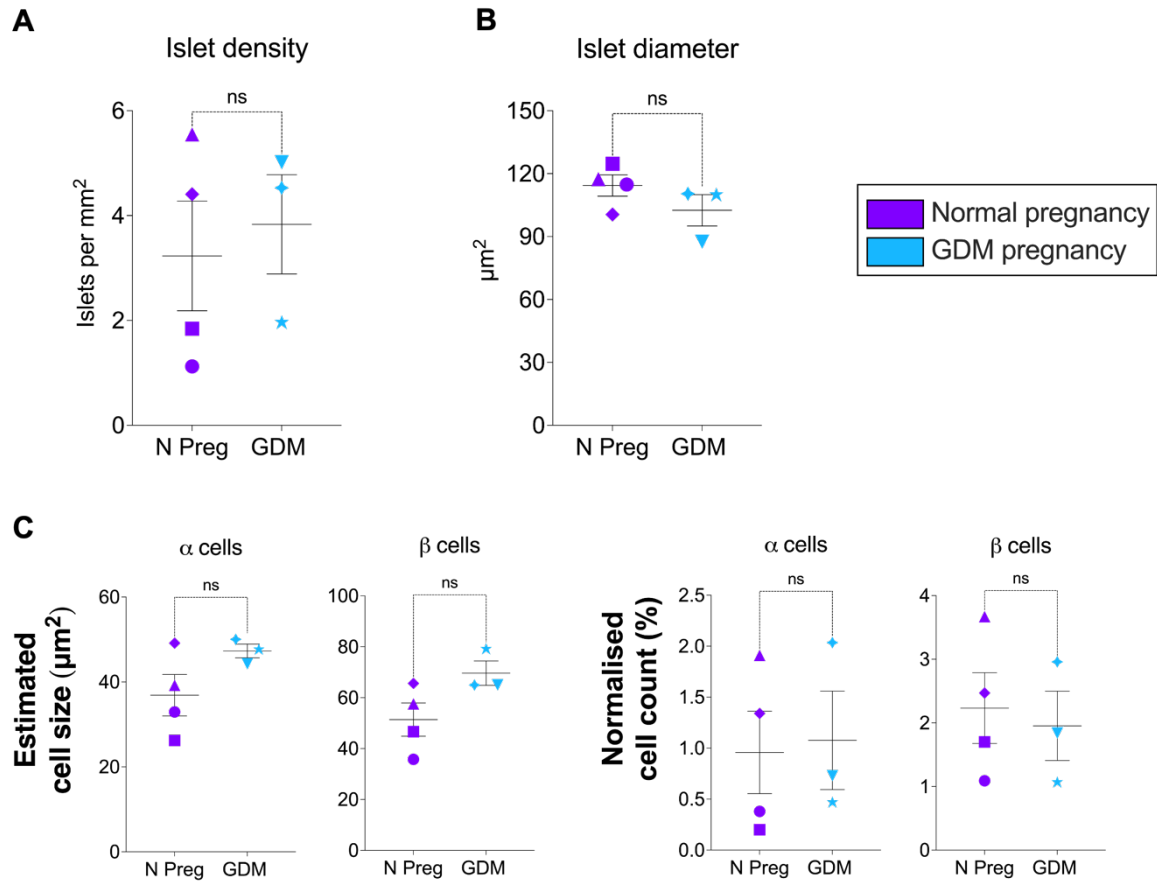 A
Islet density
ns
Islets per mm²
6
4
2
0
N Preg GDM
B
Islet diameter
ns
µm²
150
120
90
60
30
0
N Preg GDM
Normal pregnancy
GDM pregnancy
C
Estimated
cell size (µm²)
α cells
ns
60
40
20
0
N Preg GDM
β cells
ns
100
80
60
40
20
0
N Preg GDM
Normalised
cell count (%)
α cells
ns
2.5
2.0
1.5
1.0
0.5
0.0
N Preg GDM
β cells
ns
4
3
2
1
0
N Preg GDM